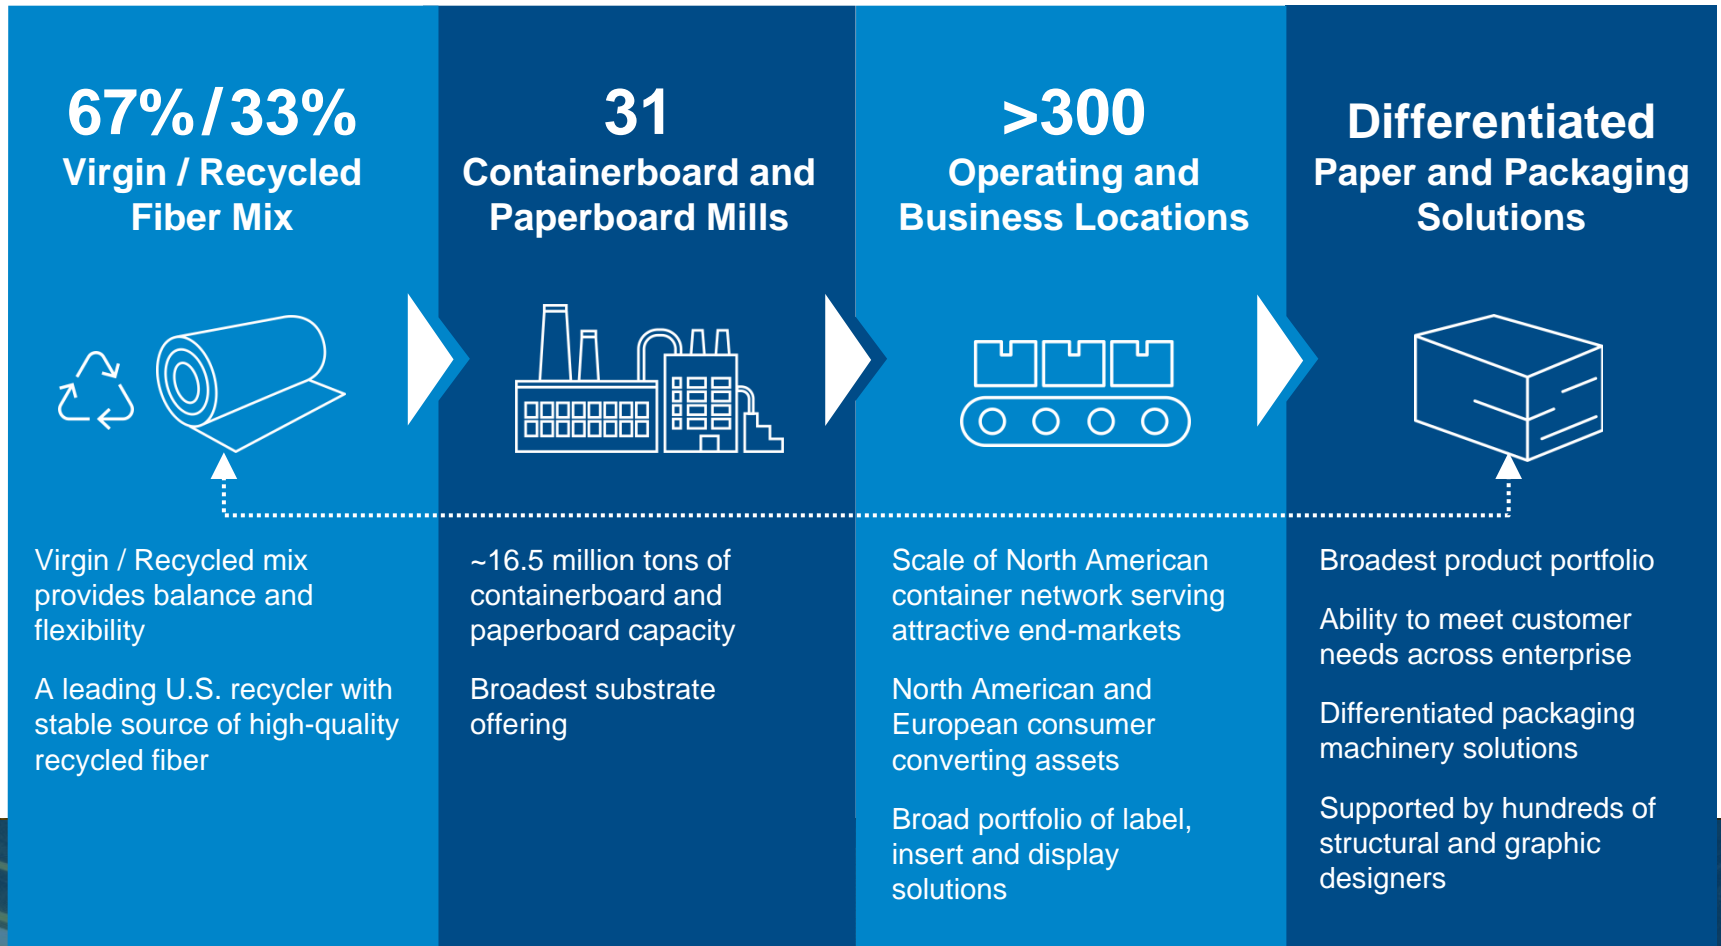 67%/33%
Virgin / Recycled
Fiber Mix
Virgin / Recycled mix
provides balance and
flexibility
A leading U.S. recycler with
stable source of high-quality
recycled fiber
31
Containerboard and
Paperboard Mills
~16.5 million tons of
containerboard and
paperboard capacity
Broadest substrate
offering
>300
Operating and
Business Locations
Scale of North American
container network serving
attractive end-markets
North American and
European consumer
converting assets
Broad portfolio of label,
insert and display
solutions
Differentiated
Paper and Packaging
Solutions
Broadest product portfolio
Ability to meet customer
needs across enterprise
Differentiated packaging
machinery solutions
Supported by hundreds of
structural and graphic
designers